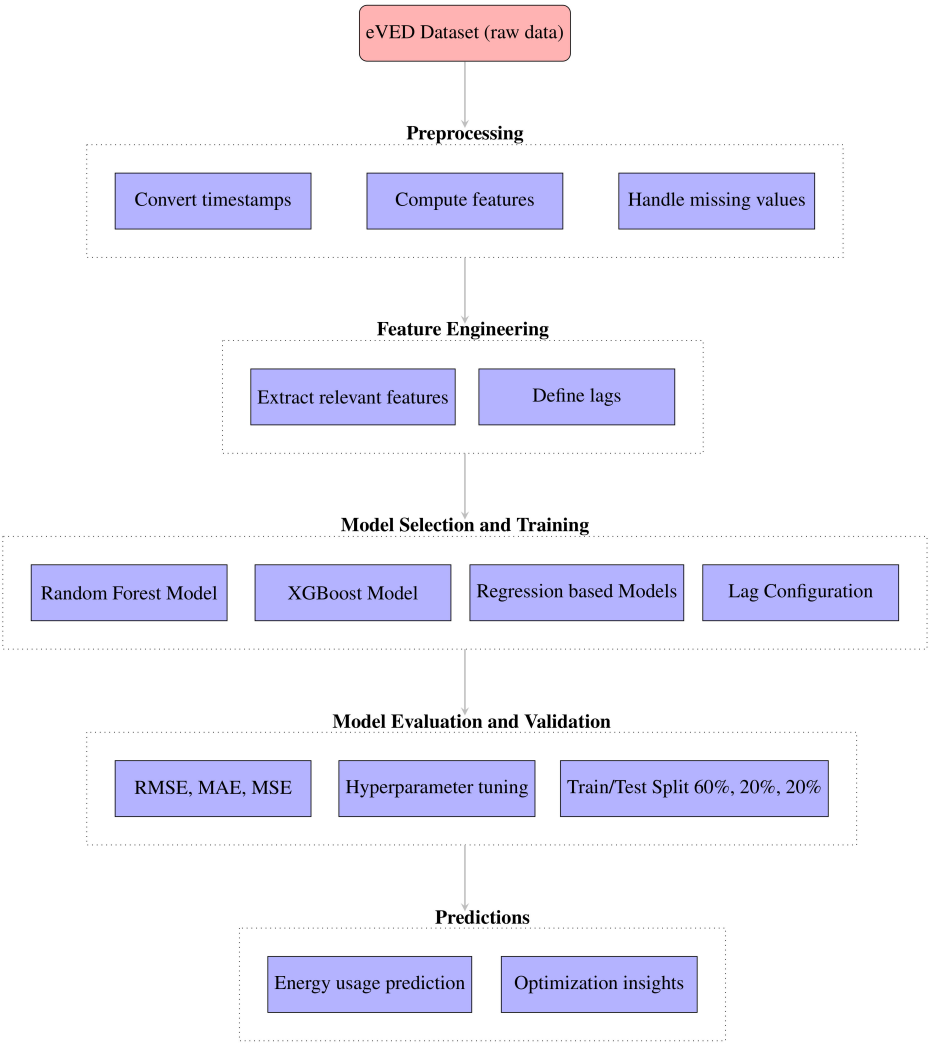 eVED Dataset (raw data)
Preprocessing
Convert timestamps
Compute features
Handle missing values
Feature Engineering
Extract relevant features
Define lags
Model Selection and Training
Random Forest Model
XGBoost Model
Regression based Models
Lag Configuration
Model Evaluation and Validation
RMSE, MAE, MSE
Hyperparameter tuning
Train/Test Split 60%, 20%, 20%
Predictions
Energy usage prediction
Optimization insights